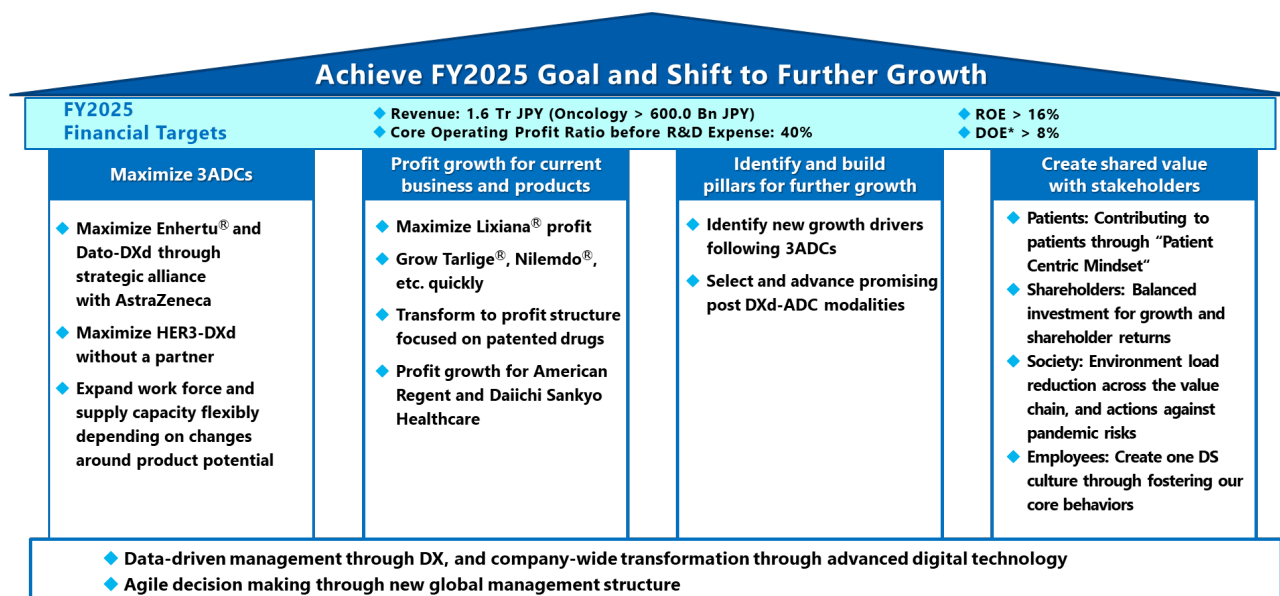 Achieve FY2025 Goal and Shift to Further Growth
FY2025
Financial Targets
◆ Revenue: 1.6 Tr JPY (Oncology > 600.0 Bn JPY)
◆ Core Operating Profit Ratio before R&D Expense: 40%
◆ ROE > 16%
◆ DOE* > 8%
Maximize 3ADCs
◆ Maximize Enhertu® and
Dato-DXd through
strategic alliance
with AstraZeneca
◆ Maximize HER3-DXd
without a partner
◆ Expand work force and
supply capacity flexibly
depending on changes
around product potential
Profit growth for current
business and products
◆ Maximize Lixiana® profit
◆ Grow Tarlige®, Nilemdo®,
etc. quickly
◆ Transform to profit structure
focused on patented drugs
◆ Profit growth for American
Regent and Daiichi Sankyo
Healthcare
Identify and build
pillars for further growth
◆ Identify new growth drivers
following 3ADCs
◆ Select and advance promising
post DXd-ADC modalities
Create shared value
with stakeholders
◆ Patients: Contributing to
patients through “Patient
Centric Mindset“
◆ Shareholders: Balanced
investment for growth and
shareholder returns
◆ Society: Environment load
reduction across the value
chain, and actions against
pandemic risks
◆ Employees: Create one DS
culture through fostering our
core behaviors
◆ Data-driven management through DX, and company-wide transformation through advanced digital technology
◆ Agile decision making through new global management structure